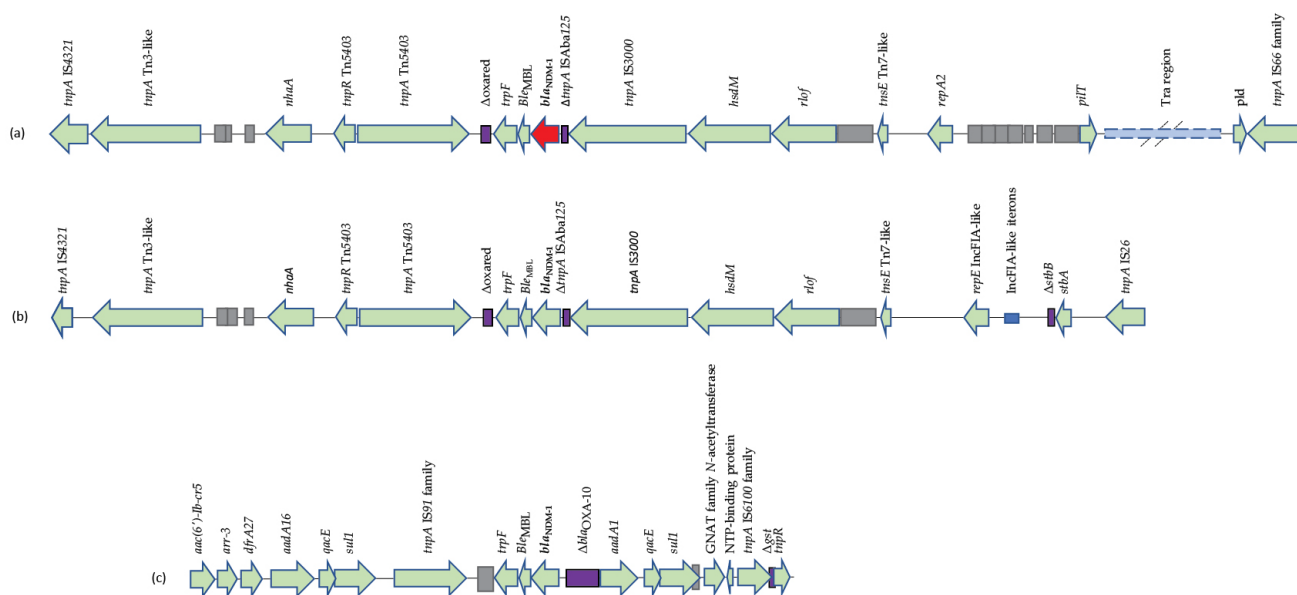 tnpA IS4321
tnpA Tn3-like
nhaA
tnpR Tn5403
tnpA Tn5403
Δoxared
trpF
BleMBL
blaNDM-1
ΔtnpA ISAba125
tnpA IS3000
hsdM
rlof
tnsE Tn7-like
repA2
pilT
Tra region
pld
tnpA IS66 family
(a)
tnpA IS4321
tnpA Tn3-like
nhaA
tnpR Tn5403
tnpA Tn5403
Δoxared
trpF
BleMBL
blaNDM-1
ΔtnpA ISAba125
tnpA IS3000
hsdM
rlof
tnsE Tn7-like
repE IncFIA-like
IncFIA-like iterons
ΔstbB
stbA
tnpA IS26
(b)
aac(6')-Ib-cr5
arr-3
dfrA27
aadA16
qacE
sul1
tnpA IS91 family
trpF
BleMBL
blaNDM-1
ΔblaOXA-10
aadA1
qacE
sul1
GNAT family N-acetyltransferase
NTP-binding protein
tnpA IS6100 family
Δgst
tnpR
(c)